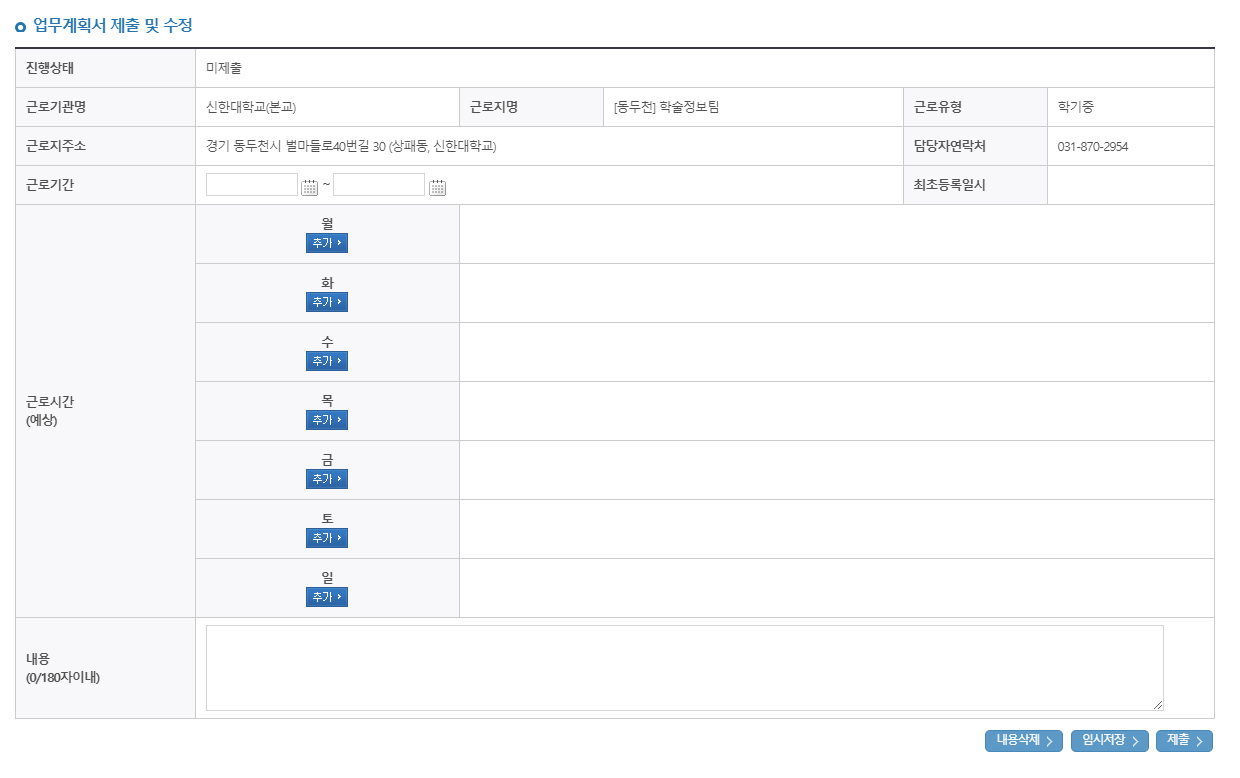 업무계획서 제출 및 수정
진행상태 미제출
근로기관명 신한대학교(본교) 근로지명 [동두천] 학술정보팀 근로유형 학기중
근로지주소 경기 동두천시 벌마들로40번길 30 (상패동, 신한대학교) 담당자연락처 031-870-2954
근로기간 ~ 최초등록일시
월
추가
화
추가
수
추가
목
추가
근로시간
(예상)
금
추가
토
추가
일
추가
내용
(0/180자이내)
내용삭제 임시저장 제출